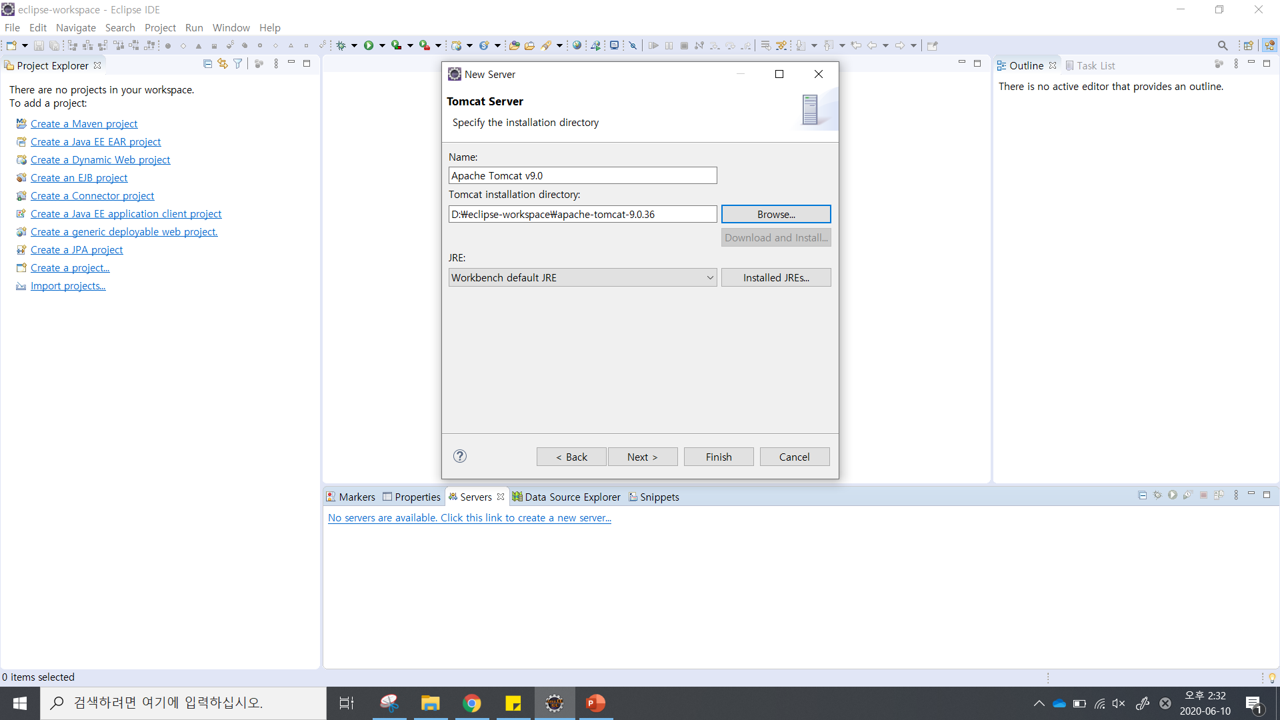 eclipse-workspace - Eclipse IDE
File Edit Navigate Search Project Run Window Help
Project Explorer
There are no projects in your workspace.
To add a project:
Create a Maven project
Create a Java EE EAR project
Create a Dynamic Web project
Create an EJB project
Create a Connector project
Create a Java EE application client project
Create a generic deployable web project.
Create a JPA project
Create a project...
Import projects...
New Server
Tomcat Server
Specify the installation directory
Name:
Apache Tomcat v9.0
Tomcat installation directory:
D:₩eclipse-workspace₩apache-tomcat-9.0.36
Browse...
Download and Install...
JRE:
Workbench default JRE
Installed JREs...
< Back
Next >
Finish
Cancel
Outline
Task List
There is no active editor that provides an outline.
Markers Properties Servers Data Source Explorer Snippets
No servers are available. Click this link to create a new server...
0 items selected
검색하려면 여기에 입력하십시오.
오후 2:32
2020-06-10
1